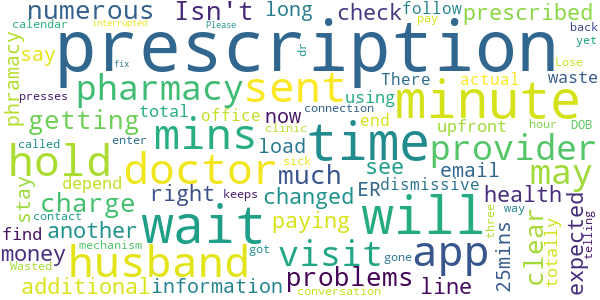 numerous Isn't long check follow prescribed
calendar interrupted Please pay back
say prescription dr yet
presses fix There actual waste Lose
phramacy pharmacy sent minute
getting total office now using end connection upfront hour DOB
called mins clinic load time provider
hold enter doctor sick see email may
stay depend right much ER dismissive health
charge changed
contact another wait keeps paying will app three way clear totally expected
find mechanism got visit gone line 25mins telling
money husband problems
Wasted additional information conversation